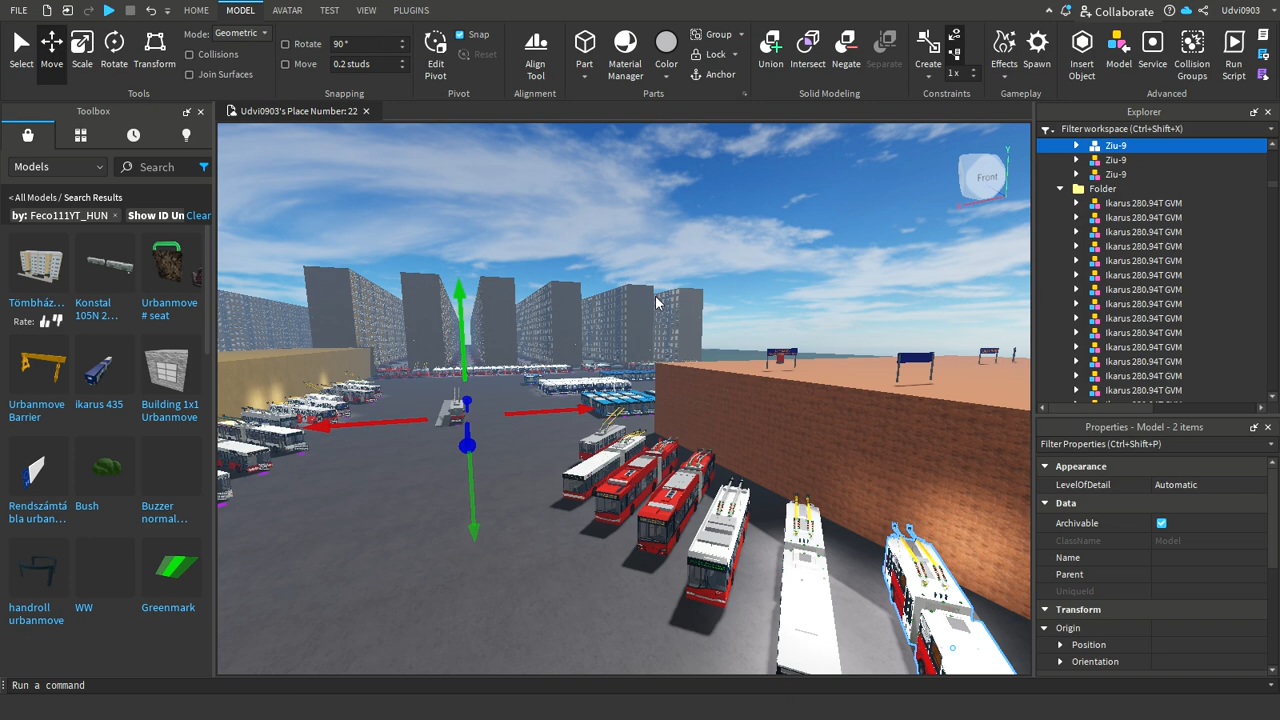 FILE HOME MODEL AVATAR TEST VIEW PLUGINS Collaborate Udvi0903
Select Move Scale Rotate Transform
Mode: Geometric
Collisions
Join Surfaces
Tools
Rotate 90°
Move 0.2 studs
Snapping
Edit Pivot
Snap
Reset
Pivot
Align Tool
Alignment
Part Material Manager Color
Group
Lock
Anchor
Parts
Union Intersect Negate Separate
Solid Modeling
Create
1 x
Constraints
Effects Spawn
Gameplay
Insert Object Model Service Collision Groups Run Script
Advanced
Toolbox
Models Search
< All Models / Search Results
by: Feco111YT_HUN × Show ID Un Clear
Tömbház...
Rate:
Konstal 105N 2...
Urbanmove # seat
Urbanmove Barrier
ikarus 435
Building 1x1 Urbanmove
Rendszámtá bla urban...
Bush
Buzzer normal...
handroll urbanmove
WW
Greenmark
Udvi0903's Place Number: 22
Front
Y
Explorer
Filter workspace (Ctrl+Shift+X)
Ziu-9
Ziu-9
Ziu-9
Folder
Ikarus 280.94T GVM
Ikarus 280.94T GVM
Ikarus 280.94T GVM
Ikarus 280.94T GVM
Ikarus 280.94T GVM
Ikarus 280.94T GVM
Ikarus 280.94T GVM
Ikarus 280.94T GVM
Ikarus 280.94T GVM
Ikarus 280.94T GVM
Ikarus 280.94T GVM
Ikarus 280.94T GVM
Ikarus 280.94T GVM
Ikarus 280.94T GVM
Properties - Model - 2 items
Filter Properties (Ctrl+Shift+P)
Appearance
LevelOfDetail Automatic
Data
Archivable
ClassName Model
Name
Parent
UniqueId
Transform
Origin
Position
Orientation
Run a command